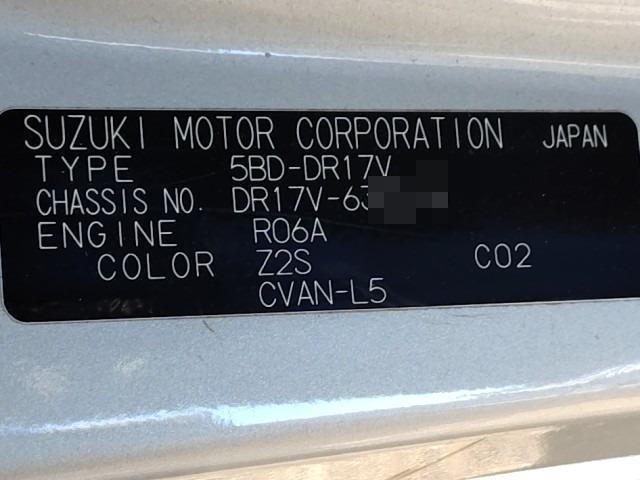 SUZUKI MOTOR CORPORATION JAPAN
TYPE 5BD-DR17V
CHASSIS NO. DR17V-63
ENGINE R06A
COLOR Z2S C02
CVAN-L5